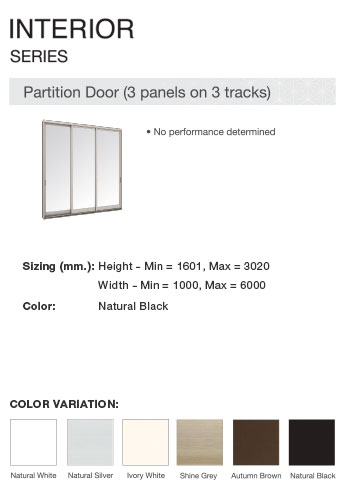 INTERIOR
SERIES
Partition Door (3 panels on 3 tracks)
• No performance determined
Sizing (mm.): Height - Min = 1601, Max = 3020
Width - Min = 1000, Max = 6000
Color: Natural Black
COLOR VARIATION:
Natural White Natural Silver Ivory White Shine Grey Autumn Brown Natural Black